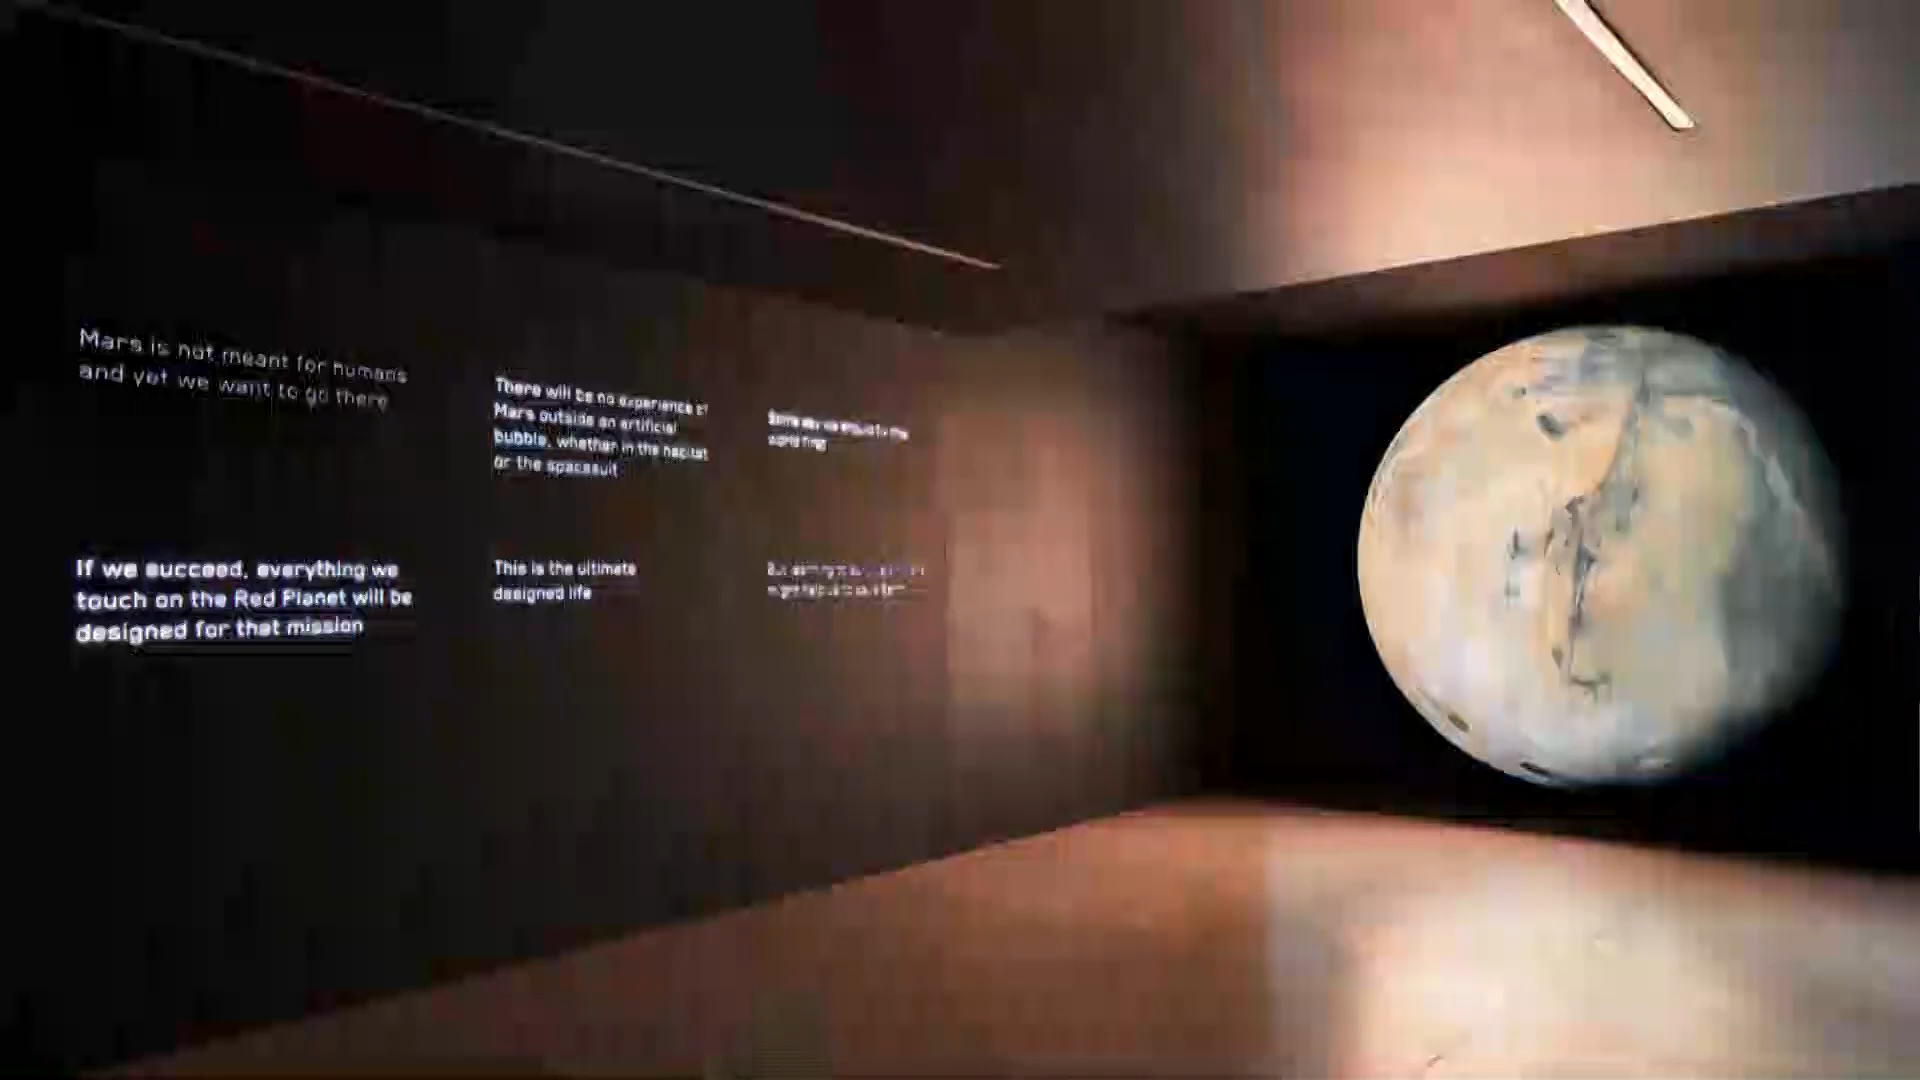 Mars is not meant for humans
and yet we want to go there
If we succeed, everything we
touch on the Red Planet will be
designed for that mission
There will be no experience of
Mars outside an artificial
bubble, whether in the habitat
or the spacesuit
This is the ultimate
designed life